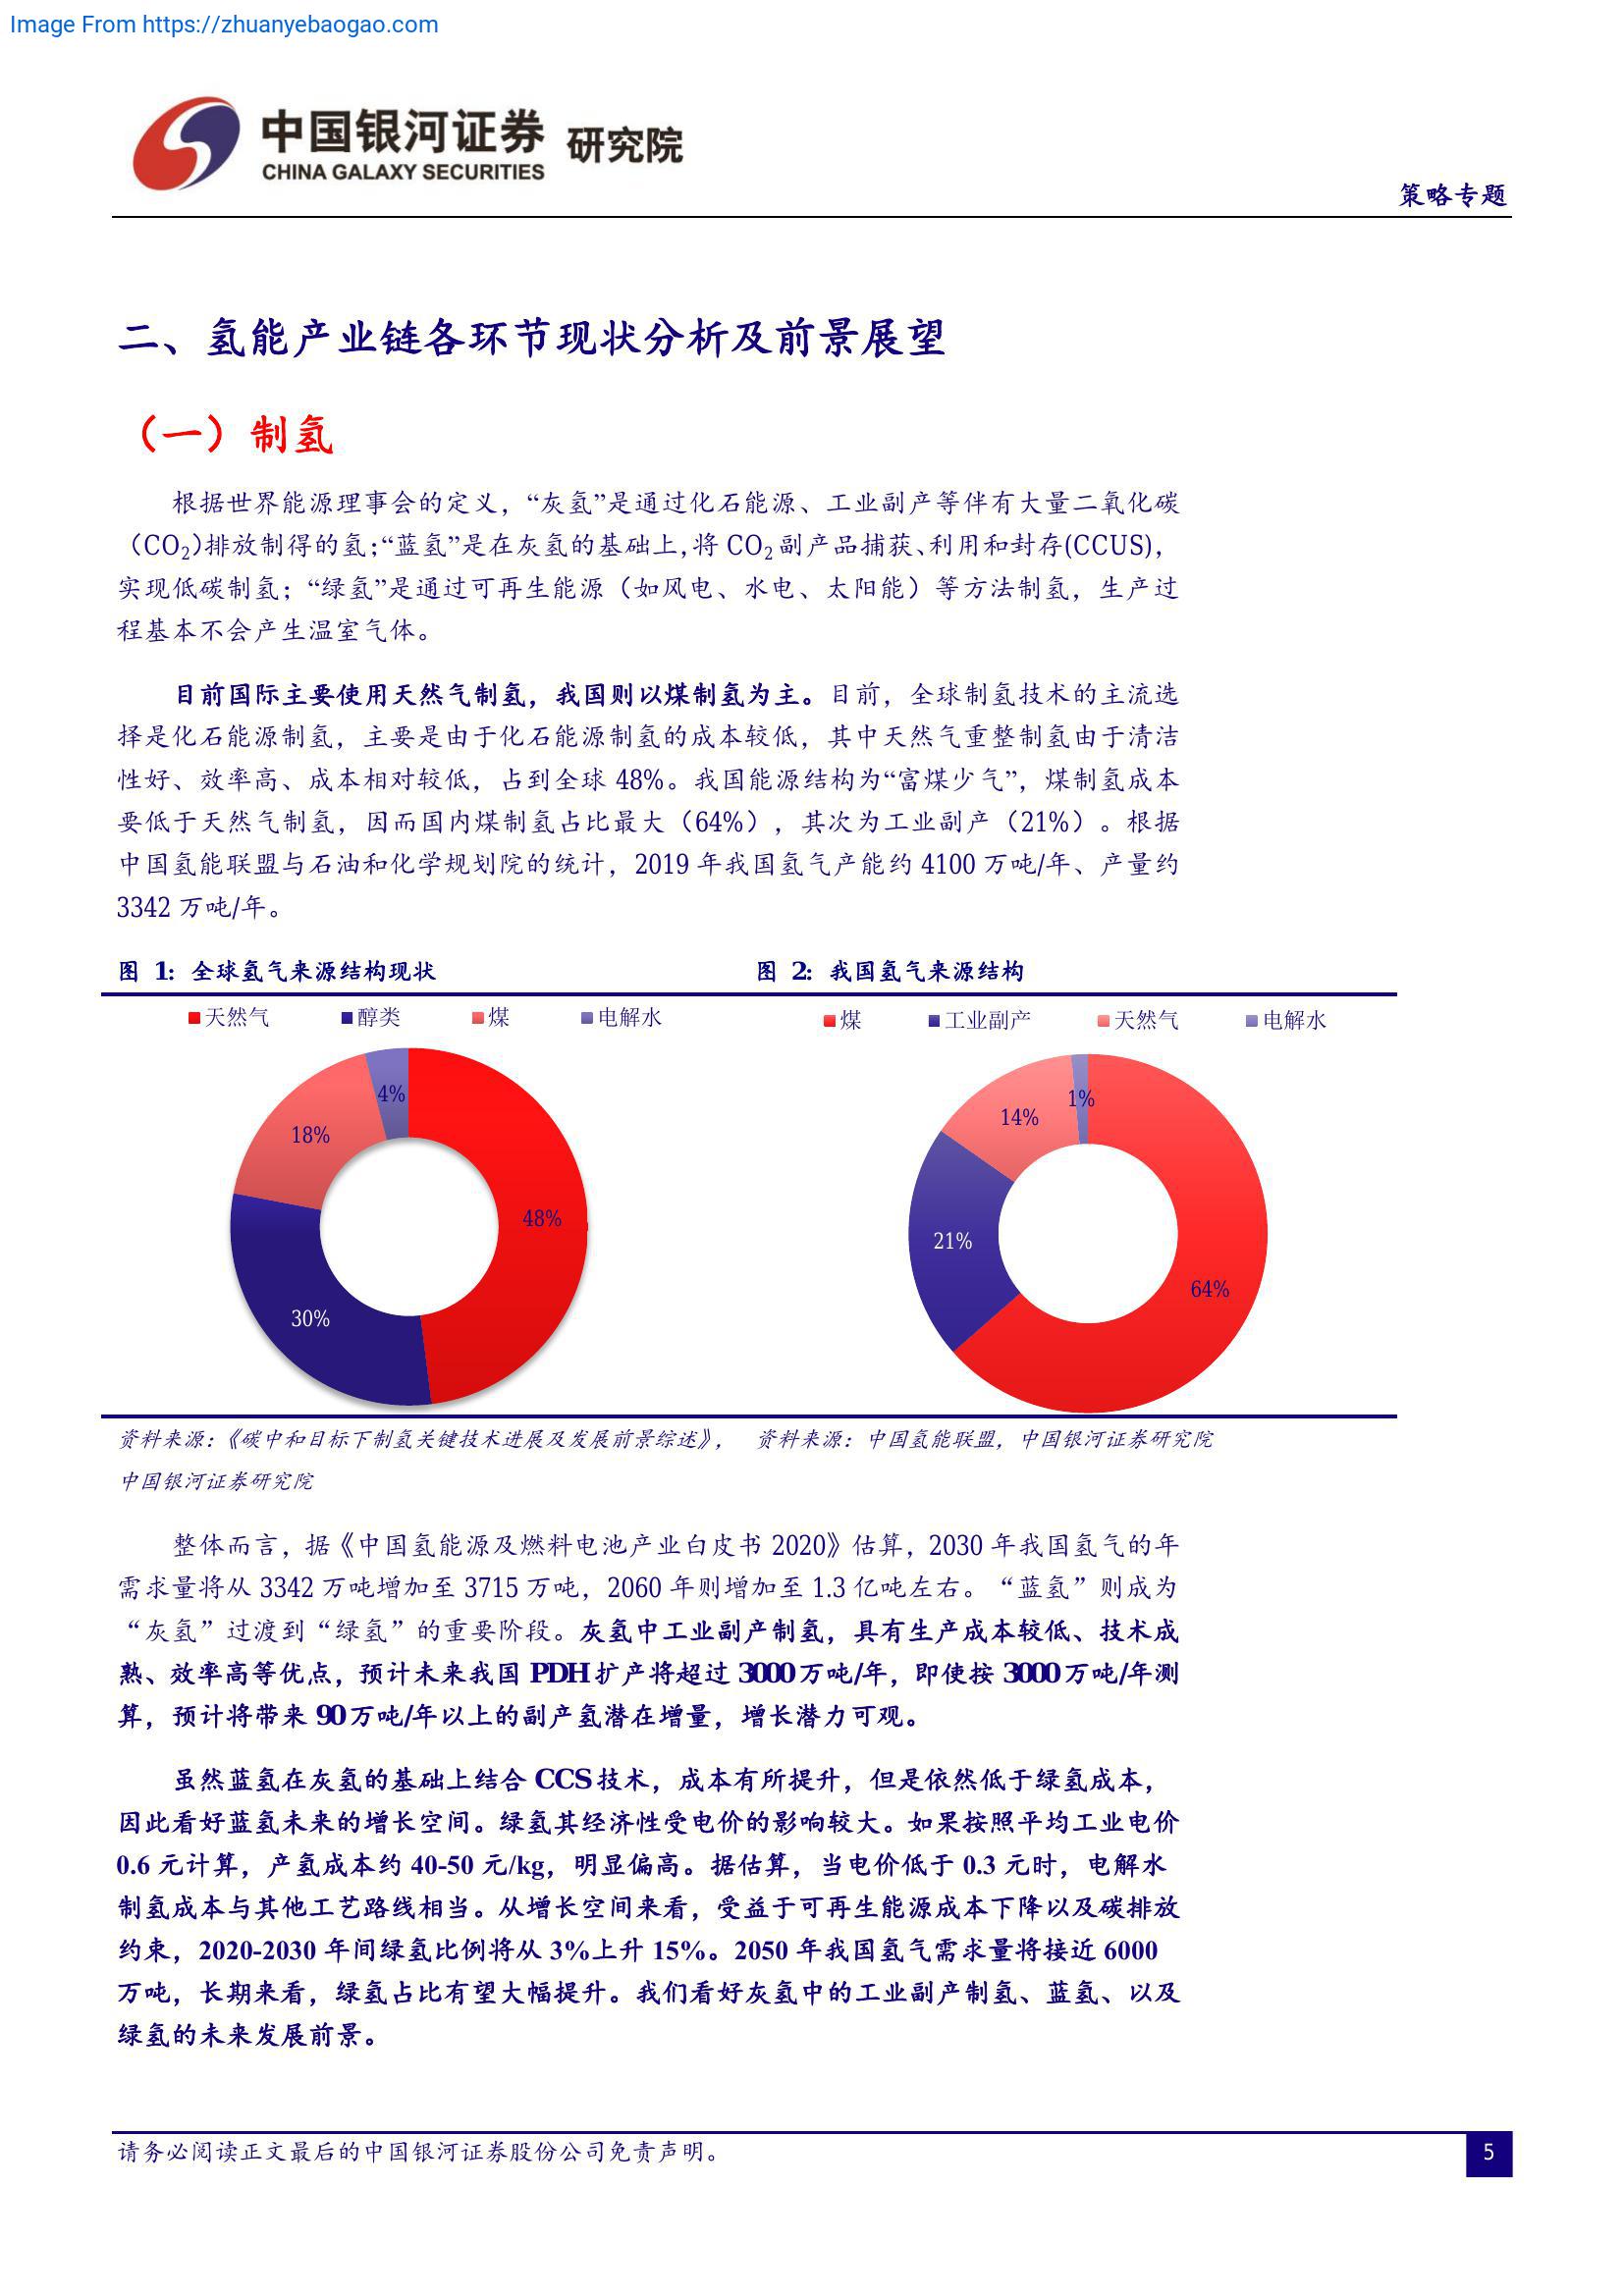 Image From https://zhuanyebaogao.com
中国银河证券 研究院
CHINA GALAXY SECURITIES
策略专题
二、氢能产业链各环节现状分析及前景展望
（一）制氢
根据世界能源理事会的定义，“灰氢”是通过化石能源、工业副产等伴有大量二氧化碳
（CO₂)排放制得的氢；“蓝氢”是在灰氢的基础上，将 CO₂ 副产品捕获、利用和封存(CCUS)，
实现低碳制氢；“绿氢”是通过可再生能源（如风电、水电、太阳能）等方法制氢，生产过
程基本不会产生温室气体。
目前国际主要使用天然气制氢，我国则以煤制氢为主。目前，全球制氢技术的主流选
择是化石能源制氢，主要是由于化石能源制氢的成本较低，其中天然气重整制氢由于清洁
性好、效率高、成本相对较低，占到全球 48%。我国能源结构为“富煤少气”，煤制氢成本
要低于天然气制氢，因而国内煤制氢占比最大（64%），其次为工业副产（21%）。根据
中国氢能联盟与石油和化学规划院的统计，2019 年我国氢气产能约 4100 万吨/年、产量约
3342 万吨/年。
图 1：全球氢气来源结构现状
天然气 醇类 煤 电解水
4%
18%
48%
30%
图 2：我国氢气来源结构
煤 工业副产 天然气 电解水
1%
14%
21%
64%
资料来源：《碳中和目标下制氢关键技术进展及发展前景综述》，
中国银河证券研究院
资料来源：中国氢能联盟，中国银河证券研究院
整体而言，据《中国氢能源及燃料电池产业白皮书 2020》估算，2030 年我国氢气的年
需求量将从 3342 万吨增加至 3715 万吨，2060 年则增加至 1.3 亿吨左右。“蓝氢”则成为
“灰氢”过渡到“绿氢”的重要阶段。灰氢中工业副产制氢，具有生产成本较低、技术成
熟、效率高等优点，预计未来我国 PDH 扩产将超过 3000 万吨/年，即使按 3000 万吨/年测
算，预计将带来 90 万吨/年以上的副产氢潜在增量，增长潜力可观。
虽然蓝氢在灰氢的基础上结合 CCS 技术，成本有所提升，但是依然低于绿氢成本，
因此看好蓝氢未来的增长空间。绿氢其经济性受电价的影响较大。如果按照平均工业电价
0.6 元计算，产氢成本约 40-50 元/kg，明显偏高。据估算，当电价低于 0.3 元时，电解水
制氢成本与其他工艺路线相当。从增长空间来看，受益于可再生能源成本下降以及碳排放
约束，2020-2030 年间绿氢比例将从 3%上升 15%。2050 年我国氢气需求量将接近 6000
万吨，长期来看，绿氢占比有望大幅提升。我们看好灰氢中的工业副产制氢、蓝氢、以及
绿氢的未来发展前景。
请务必阅读正文最后的中国银河证券股份公司免责声明。
5